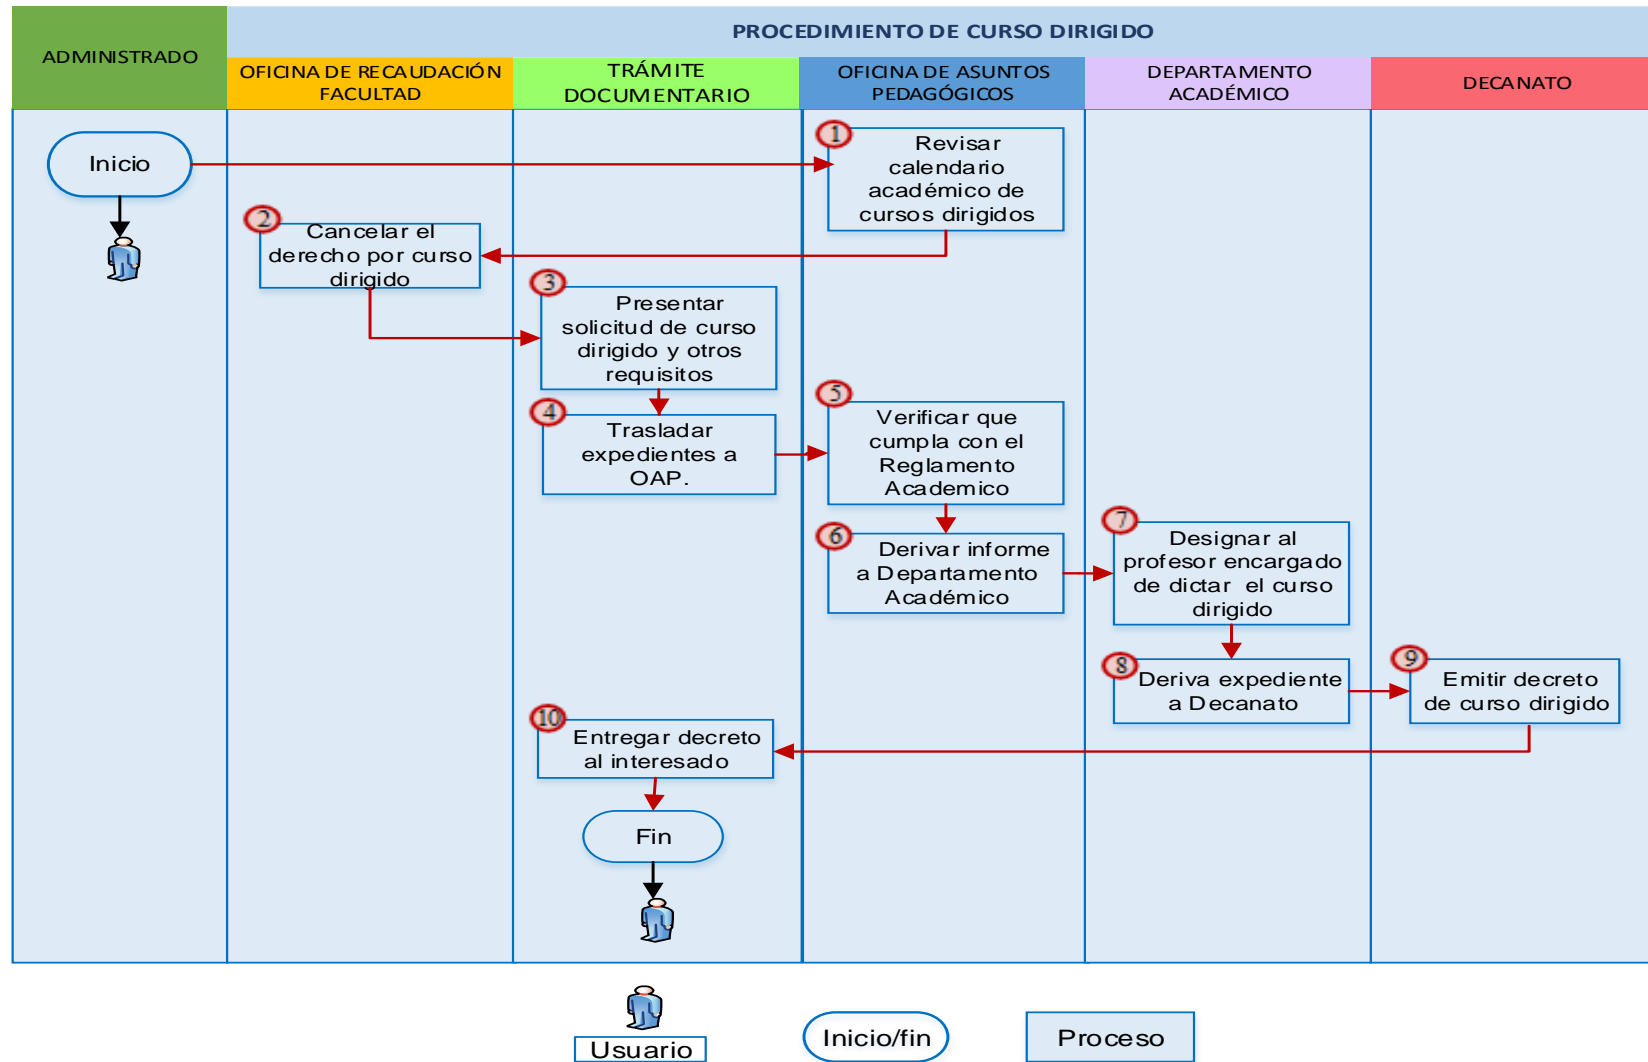 PROCEDIMIENTO DE CURSO DIRIGIDO
ADMINISTRADO
OFICINA DE RECAUDACIÓN
FACULTAD
TRÁMITE
DOCUMENTARIO
OFICINA DE ASUNTOS
PEDAGÓGICOS
DEPARTAMENTO
ACADÉMICO
DECANATO
Inicio
1
Revisar
calendario
académico de
cursos dirigidos
2
Cancelar el
derecho por curso
dirigido
3
Presentar
solicitud de curso
dirigido y otros
requisitos
4
Trasladar
expedientes a
OAP.
5
Verificar que
cumpla con el
Reglamento
Academico
6
Derivar informe
a Departamento
Académico
7
Designar al
profesor encargado
de dictar el curso
dirigido
8
Deriva expediente
a Decanato
9
Emitir decreto
de curso dirigido
10
Entregar decreto
al interesado
Fin
Usuario
Inicio/fin
Proceso